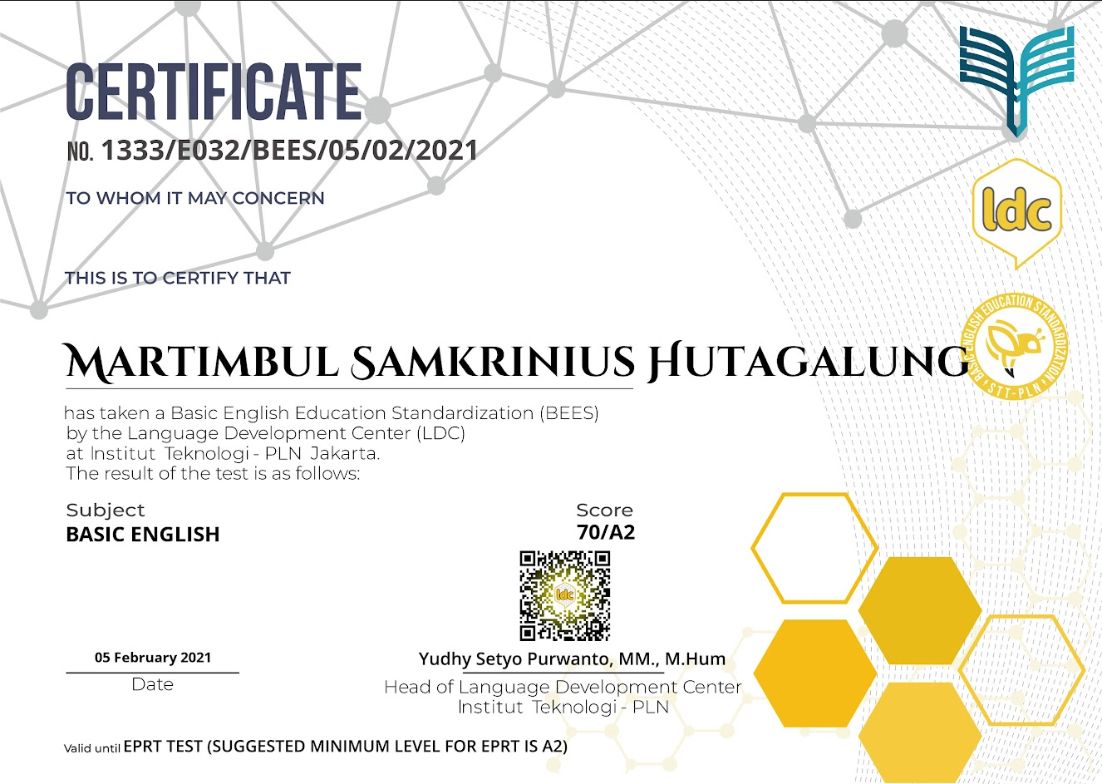 CERTIFICATE
NO. 1333/E032/BEES/05/02/2021
TO WHOM IT MAY CONCERN
ldc
THIS IS TO CERTIFY THAT
BASIC ENGLISH EDUCATION STANDARDIZATION
STT-PLN
Martimbul Samkrinius Hutagalung
has taken a Basic English Education Standardization (BEES)
by the Language Development Center (LDC)
at Institut Teknologi - PLN Jakarta.
The result of the test is as follows:
Subject
BASIC ENGLISH
Score
70/A2
ldc
05 February 2021
Date
Yudhy Setyo Purwanto, MM., M.Hum
Head of Language Development Center
Institut Teknologi - PLN
Valid until EPRT TEST (SUGGESTED MINIMUM LEVEL FOR EPRT IS A2)